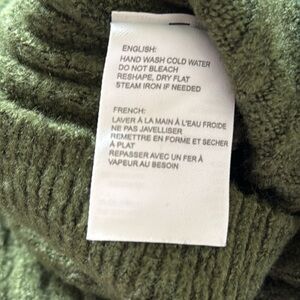 ENGLISH:
HAND WASH COLD WATER
DO NOT BLEACH
RESHAPE, DRY FLAT
STEAM IRON IF NEEDED
FRENCH:
LAVER À LA MAIN À L'EAU FROIDE
NE PAS JAVELLISER
REMETTRE EN FORME ET SECHER
À PLAT
REPASSER AVEC UN FER À
VAPEUR AU BESOIN